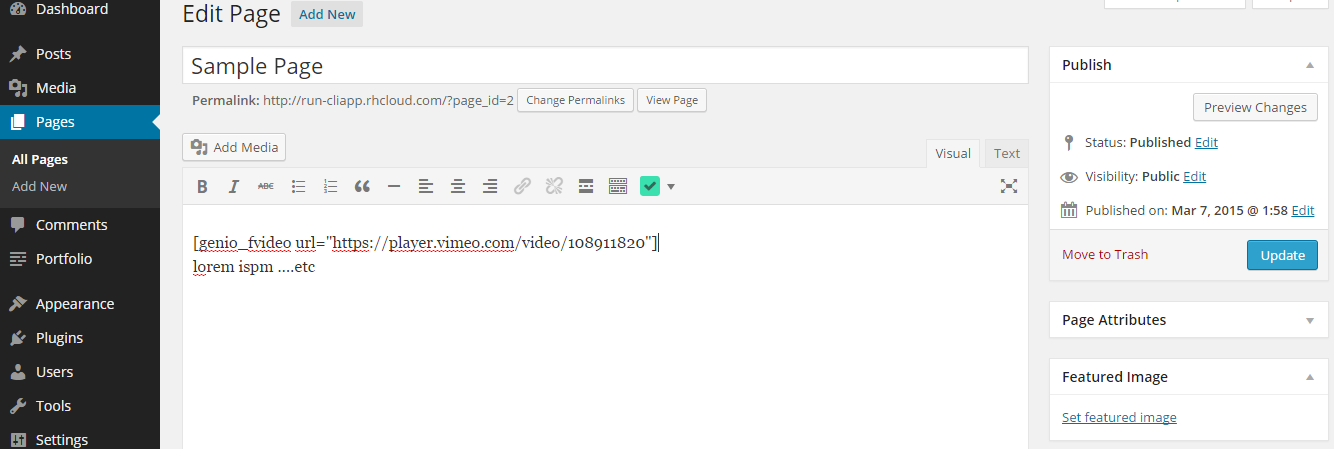 Dashboard
Posts
Media
Pages
All Pages
Add New
Comments
Portfolio
Appearance
Plugins
Users
Tools
Settings
Edit Page Add New
Sample Page
Permalink: http://run-cliapp.rhcloud.com/?page_id=2 Change Permalinks View Page
Add Media
Visual Text
B I ABC
[genio_fvideo url="https://player.vimeo.com/video/108911820"]
lorem ispm ....etc
Publish
Preview Changes
Status: Published Edit
Visibility: Public Edit
Published on: Mar 7, 2015 @ 1:58 Edit
Move to Trash Update
Page Attributes
Featured Image
Set featured image